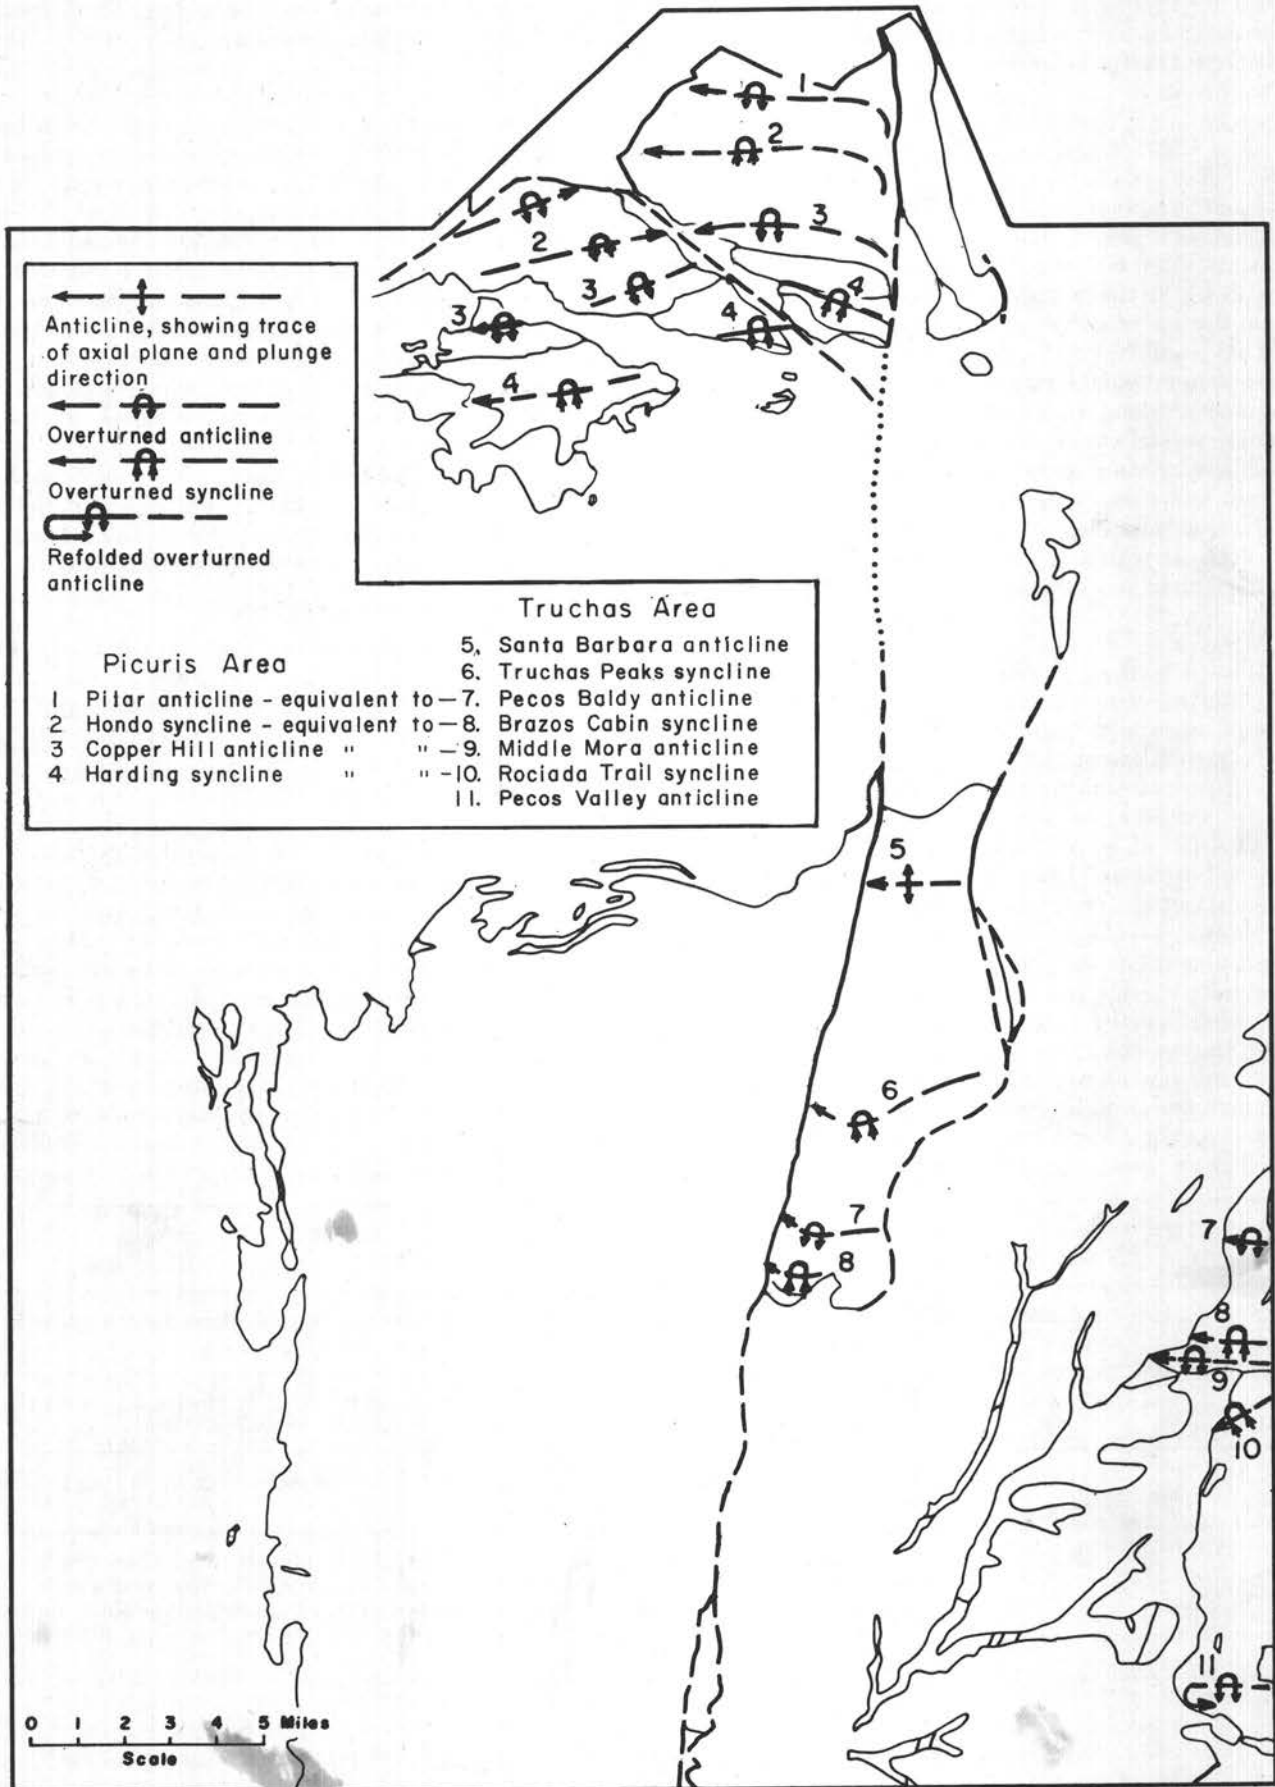 1
2
3
2
3
4
3
4
4
Anticline, showing trace
of axial plane and plunge
direction
Overturned anticline
Overturned syncline
Refolded overturned
anticline
Picuris Area
1 Pilar anticline - equivalent to — 7. Pecos Baldy anticline
2 Hondo syncline - equivalent to — 8. Brazos Cabin syncline
3 Copper Hill anticline " " — 9. Middle Mora anticline
4 Harding syncline " " - 10. Rociada Trail syncline
Truchas Area
5. Santa Barbara anticline
6. Truchas Peaks syncline
11. Pecos Valley anticline
5
6
7
8
7
8
9
10
11
0 1 2 3 4 5 Miles
Scale